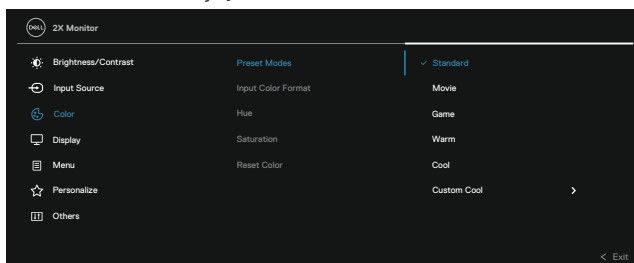 DELL 2X Monitor
Brightness/Contrast Preset Modes ✓ Standard
Input Source Input Color Format Movie
Color Hue Game
Display Saturation Warm
Menu Reset Color Cool
Personalize Custom Cool >
Others
< Exit